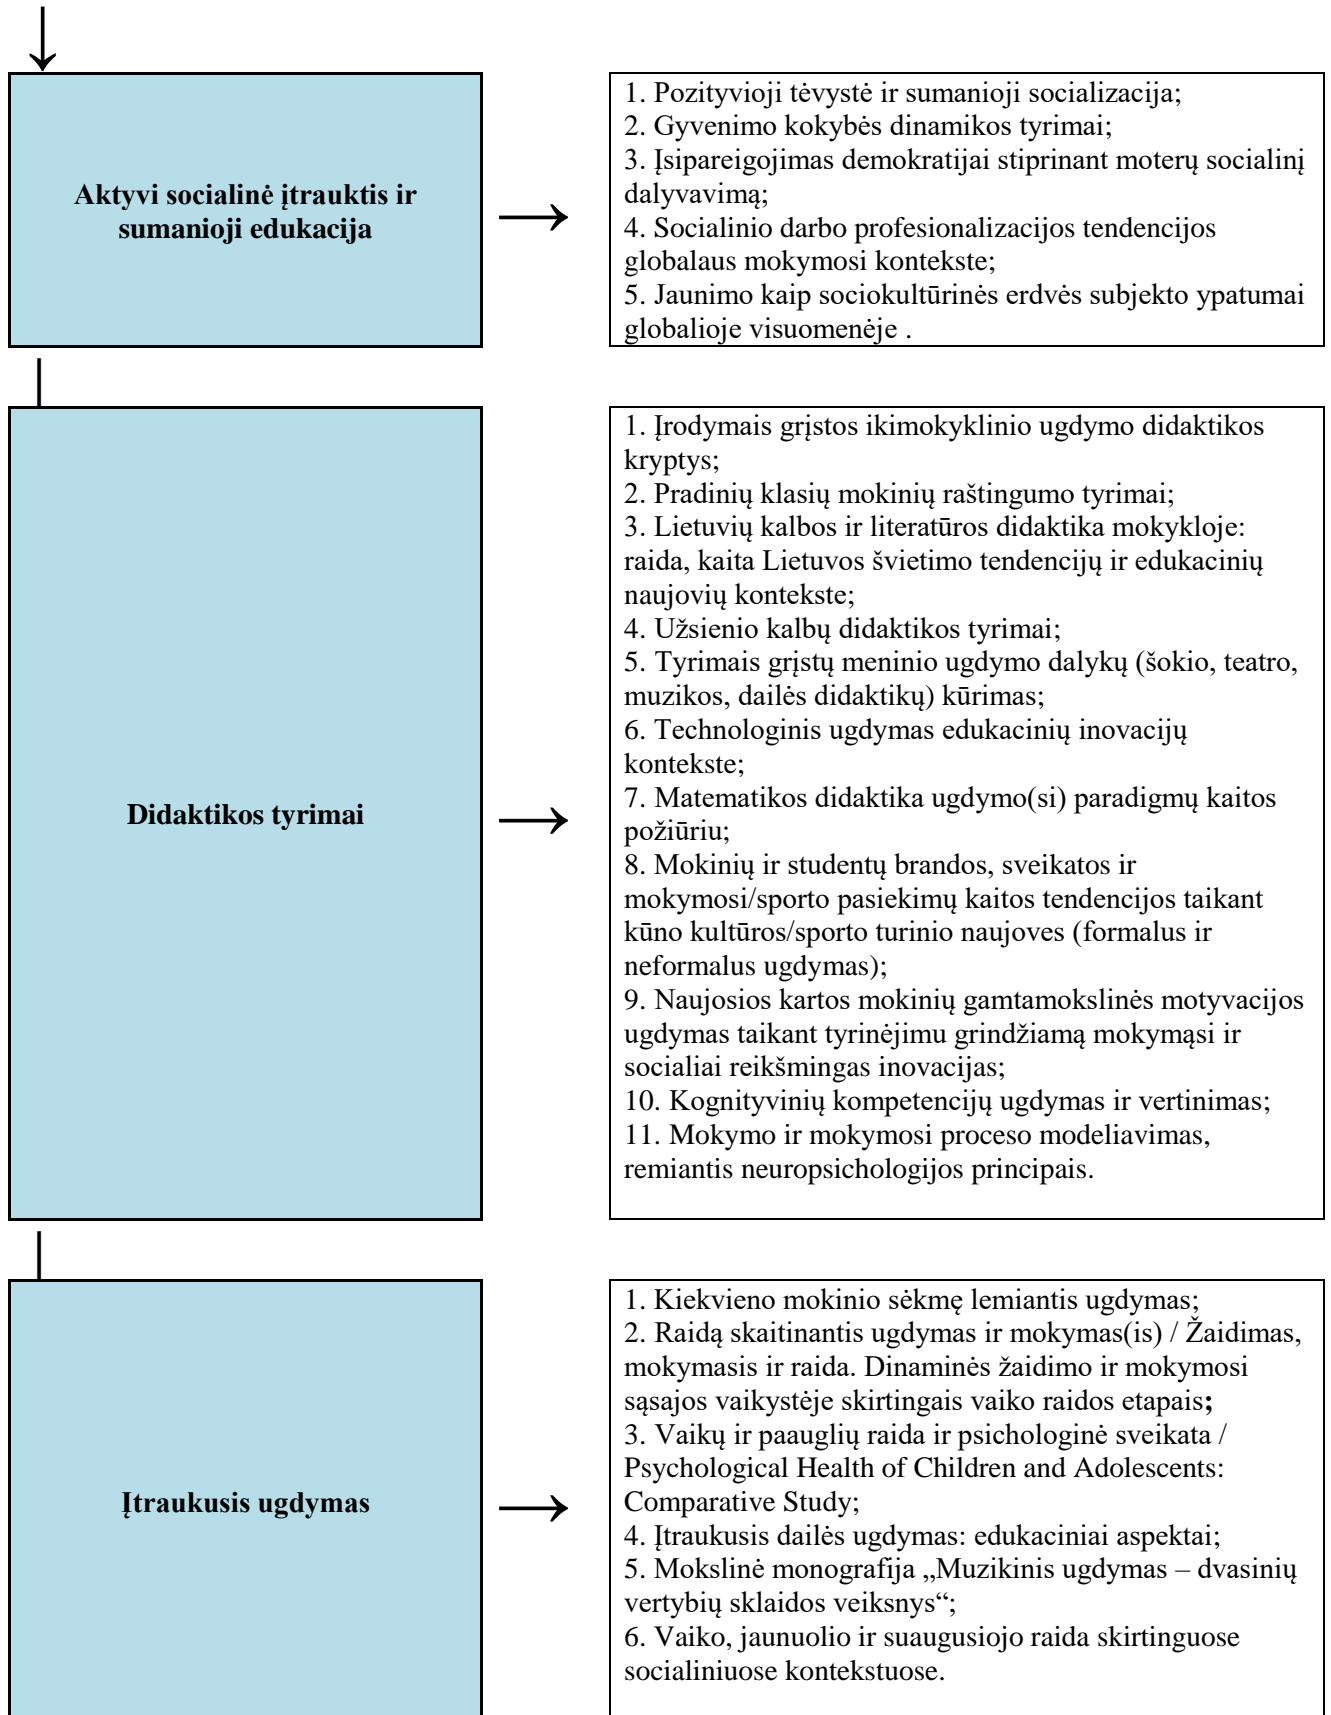 Aktyvi socialinė įtrauktis ir
sumanioji edukacija
1. Pozityvioji tėvystė ir sumanioji socializacija;
2. Gyvenimo kokybės dinamikos tyrimai;
3. Įsipareigojimas demokratijai stiprinant moterų socialinį
dalyvavimą;
4. Socialinio darbo profesionalizacijos tendencijos
globalaus mokymosi kontekste;
5. Jaunimo kaip sociokultūrinės erdvės subjekto ypatumai
globalioje visuomenėje .
Didaktikos tyrimai
1. Įrodymais grįstos ikimokyklinio ugdymo didaktikos
kryptys;
2. Pradinių klasių mokinių raštingumo tyrimai;
3. Lietuvių kalbos ir literatūros didaktika mokykloje:
raida, kaita Lietuvos švietimo tendencijų ir edukacinių
naujovių kontekste;
4. Užsienio kalbų didaktikos tyrimai;
5. Tyrimais grįstų meninio ugdymo dalykų (šokio, teatro,
muzikos, dailės didaktikų) kūrimas;
6. Technologinis ugdymas edukacinių inovacijų
kontekste;
7. Matematikos didaktika ugdymo(si) paradigmų kaitos
požiūriu;
8. Mokinių ir studentų brandos, sveikatos ir
mokymosi/sporto pasiekimų kaitos tendencijos taikant
kūno kultūros/sporto turinio naujoves (formalus ir
neformalus ugdymas);
9. Naujosios kartos mokinių gamtamokslinės motyvacijos
ugdymas taikant tyrinėjimu grindžiamą mokymąsi ir
socialiai reikšmingas inovacijas;
10. Kognityvinių kompetencijų ugdymas ir vertinimas;
11. Mokymo ir mokymosi proceso modeliavimas,
remiantis neuropsichologijos principais.
Įtraukusis ugdymas
1. Kiekvieno mokinio sėkmę lemiantis ugdymas;
2. Raidą skaitinantis ugdymas ir mokymas(is) / Žaidimas,
mokymasis ir raida. Dinaminės žaidimo ir mokymosi
sąsajos vaikystėje skirtingais vaiko raidos etapais;
3. Vaikų ir paauglių raida ir psichologinė sveikata /
Psychological Health of Children and Adolescents:
Comparative Study;
4. Įtraukusis dailės ugdymas: edukaciniai aspektai;
5. Mokslinė monografija „Muzikinis ugdymas – dvasinių
vertybių sklaidos veiksnys“;
6. Vaiko, jaunuolio ir suaugusiojo raida skirtinguose
socialiniuose kontekstuose.